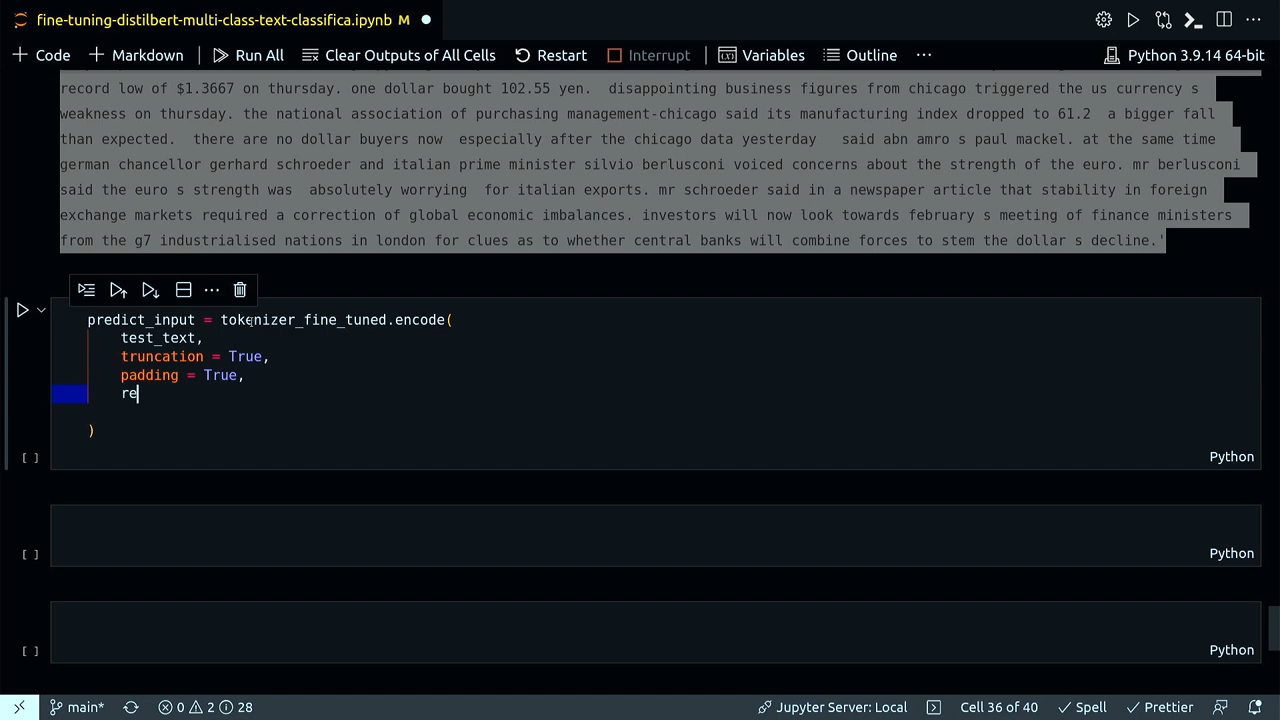 fine-tuning-distilbert-multi-class-text-classifica.ipynb M
Code Markdown Run All Clear Outputs of All Cells Restart Interrupt Variables Outline ··· Python 3.9.14 64-bit
record low of $1.3667 on thursday. one dollar bought 102.55 yen. disappointing business figures from chicago triggered the us currency s
weakness on thursday. the national association of purchasing management-chicago said its manufacturing index dropped to 61.2 a bigger fall
than expected. there are no dollar buyers now especially after the chicago data yesterday said abn amro s paul mackel. at the same time
german chancellor gerhard schroeder and italian prime minister silvio berlusconi voiced concerns about the strength of the euro. mr berlusconi
said the euro s strength was absolutely worrying for italian exports. mr schroeder said in a newspaper article that stability in foreign
exchange markets required a correction of global economic imbalances. investors will now look towards february s meeting of finance ministers
from the g7 industrialised nations in london for clues as to whether central banks will combine forces to stem the dollar s decline.'
predict_input = tokenizer_fine_tuned.encode(
test_text,
truncation = True,
padding = True,
re
)
[ ] Python
[ ] Python
[ ] Python
main* 0 2 28 Jupyter Server: Local Cell 36 of 40 Spell Prettier